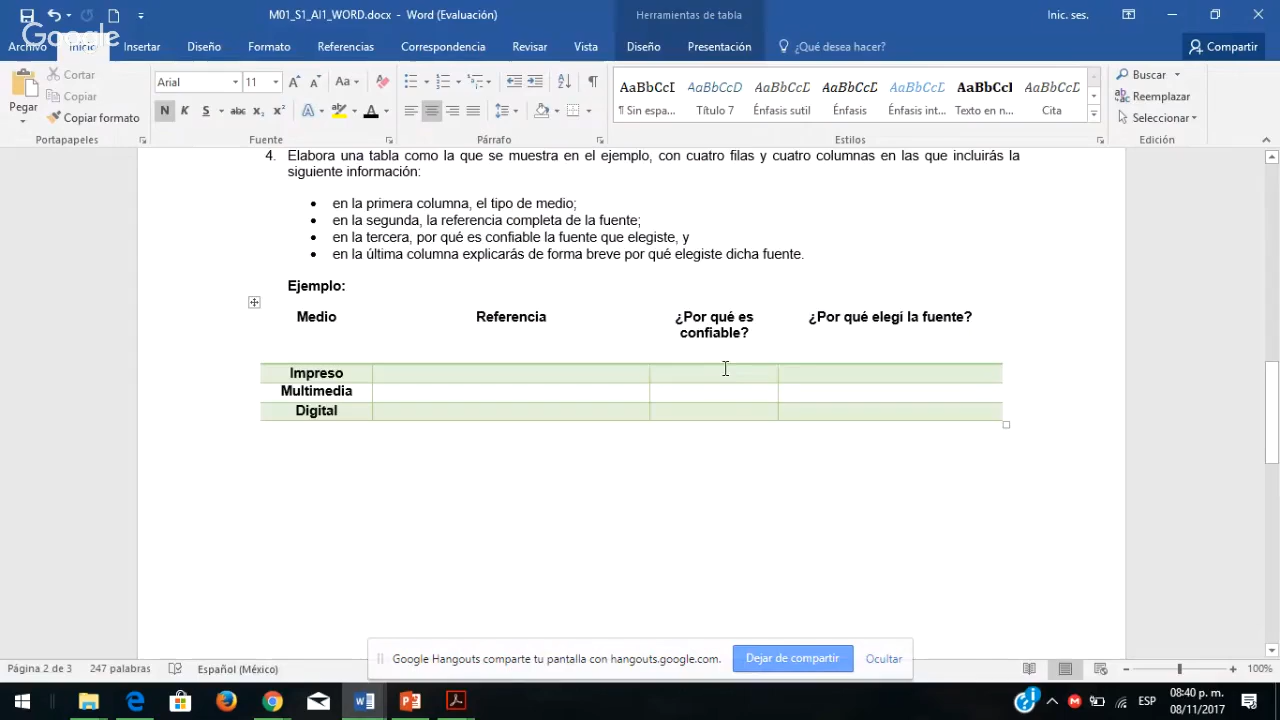 M01_S1_AI1_WORD.docx - Word (Evaluación)
Herramientas de tabla
Inic. ses.
Google
Archivo Inicio Insertar Diseño Formato Referencias Correspondencia Revisar Vista Diseño Presentación ¿Qué desea hacer? Compartir
Pegar
Cortar
Copiar
Copiar formato
Portapapeles
Arial 11
N K S abc x₂ x²
Fuente
Párrafo
AaBbCcI AaBbCcD AaBbCcD AaBbCcD AaBbCcD AaBbCcI AaBbCcD
¶ Sin espa... Título 7 Énfasis sutil Énfasis Énfasis int... Texto en n... Cita
Estilos
Buscar
Reemplazar
Seleccionar
Edición
4. Elabora una tabla como la que se muestra en el ejemplo, con cuatro filas y cuatro columnas en las que incluirás la
siguiente información:
• en la primera columna, el tipo de medio;
• en la segunda, la referencia completa de la fuente;
• en la tercera, por qué es confiable la fuente que elegiste, y
• en la última columna explicarás de forma breve por qué elegiste dicha fuente.
Ejemplo:
Medio Referencia ¿Por qué es ¿Por qué elegí la fuente?
confiable?
Impreso
Multimedia
Digital
Google Hangouts comparte tu pantalla con hangouts.google.com. Dejar de compartir Ocultar
Página 2 de 3 247 palabras Español (México) 100%
ESP
08:40 p. m.
08/11/2017